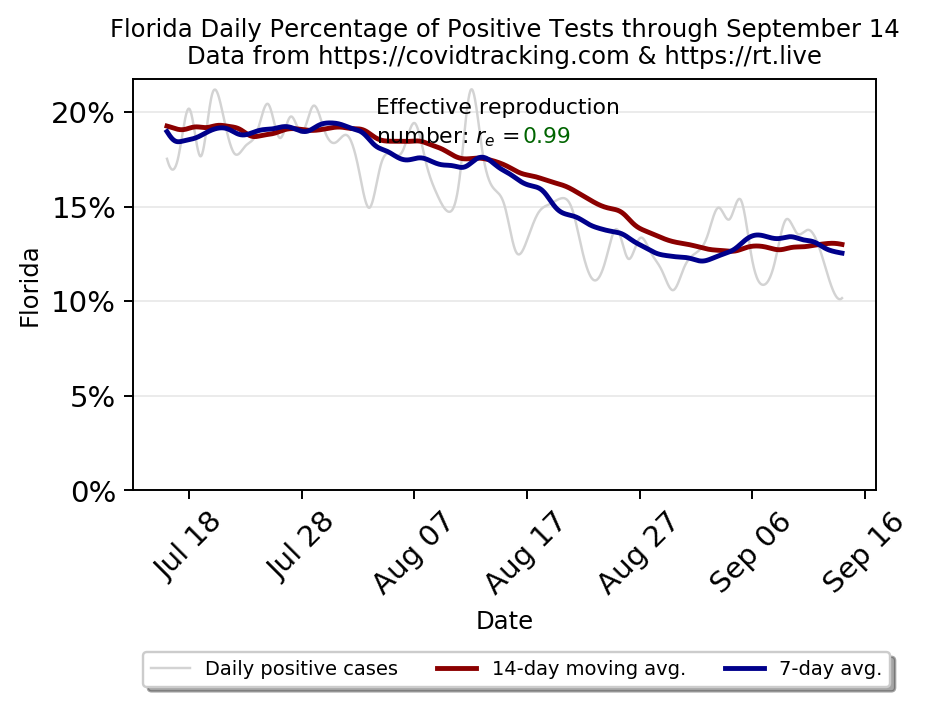 Florida Daily Percentage of Positive Tests through September 14
Data from https://covidtracking.com & https://rt.live
Effective reproduction
number: rₑ = 0.99
20%
15%
10%
5%
0%
Florida
Jul 18
Jul 28
Aug 07
Aug 17
Aug 27
Sep 06
Sep 16
Date
Daily positive cases
14-day moving avg.
7-day avg.